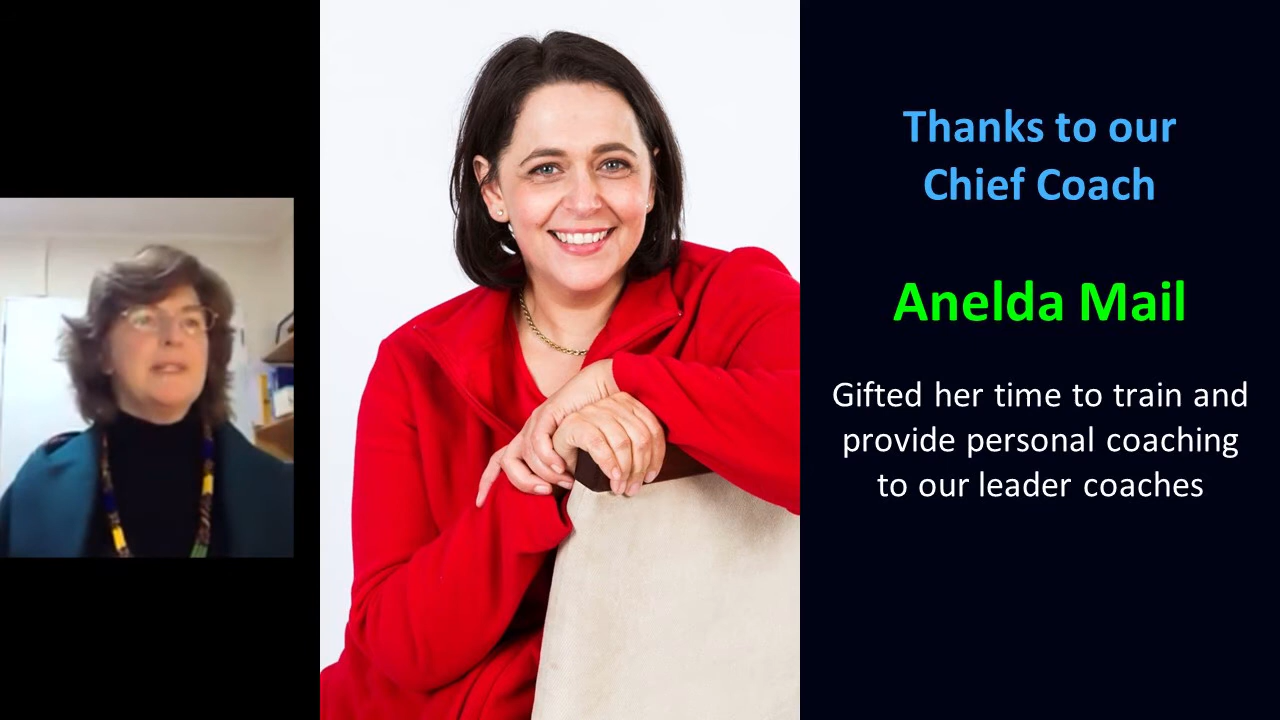 Thanks to our
Chief Coach
Anelda Mail
Gifted her time to train and
provide personal coaching
to our leader coaches